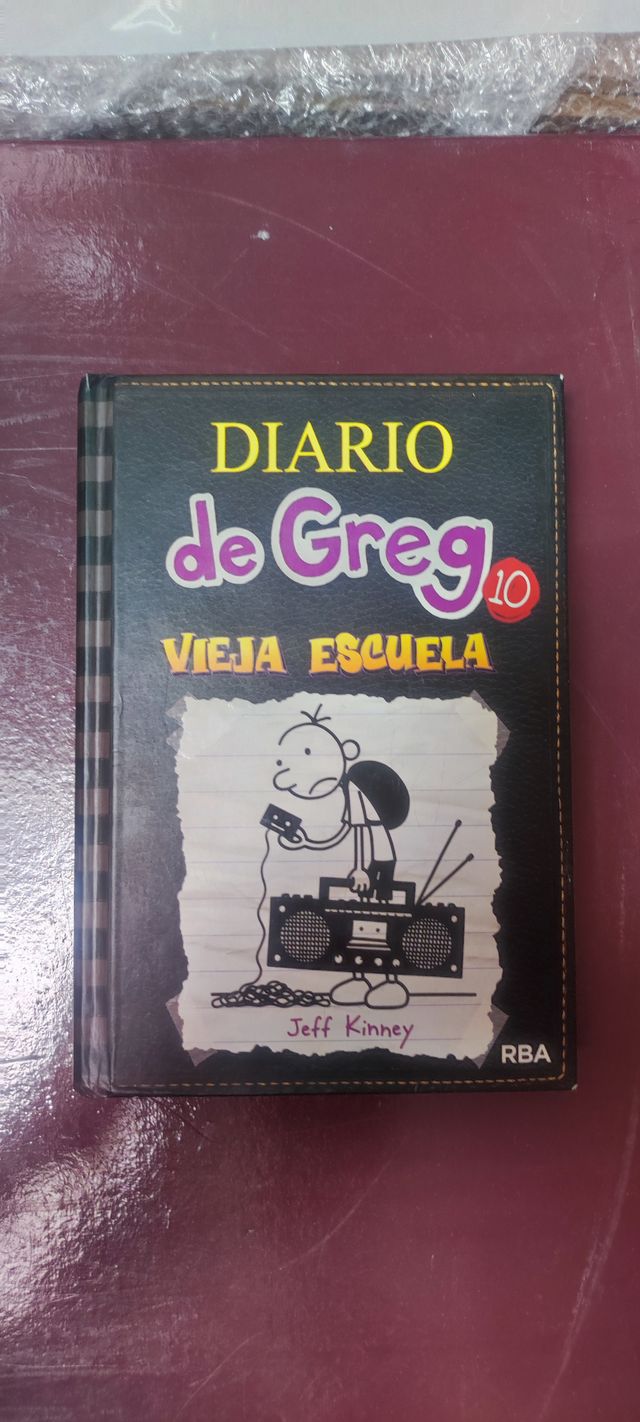 DIARIO
de Greg
10
VIEJA ESCUELA
Jeff Kinney
RBA